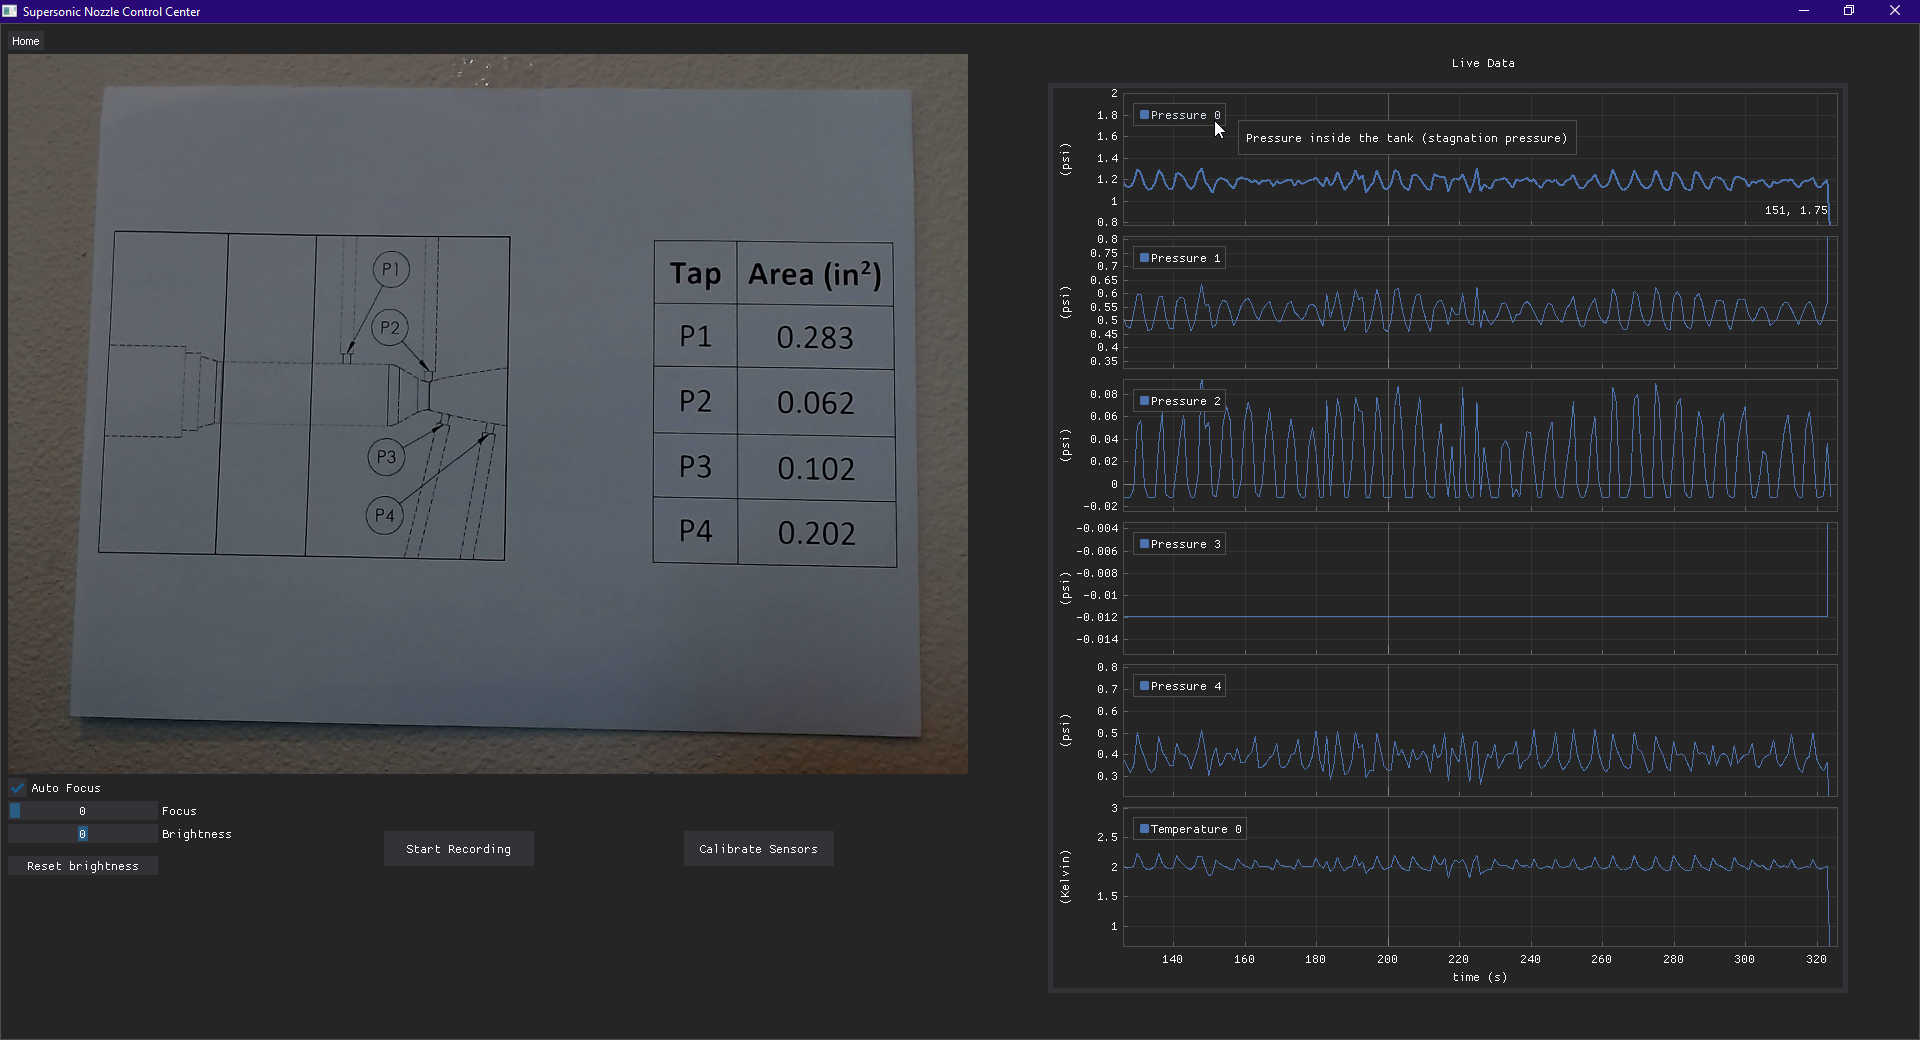 Supersonic Nozzle Control Center
Home
P1
P2
P3
P4
Tap Area (in²)
P1 0.283
P2 0.062
P3 0.102
P4 0.202
Auto Focus
0 Focus
0 Brightness
Reset brightness
Start Recording
Calibrate Sensors
Live Data
Pressure 0
Pressure inside the tank (stagnation pressure)
(psi)
2
1.8
1.6
1.4
1.2
1
0.8
151, 1.75
Pressure 1
(psi)
0.8
0.75
0.7
0.65
0.6
0.55
0.5
0.45
0.4
0.35
Pressure 2
(psi)
0.08
0.06
0.04
0.02
0
-0.02
Pressure 3
(psi)
-0.004
-0.006
-0.008
-0.01
-0.012
-0.014
Pressure 4
(psi)
0.8
0.7
0.6
0.5
0.4
0.3
Temperature 0
(Kelvin)
3
2.5
2
1.5
1
140 160 180 200 220 240 260 280 300 320
time (s)